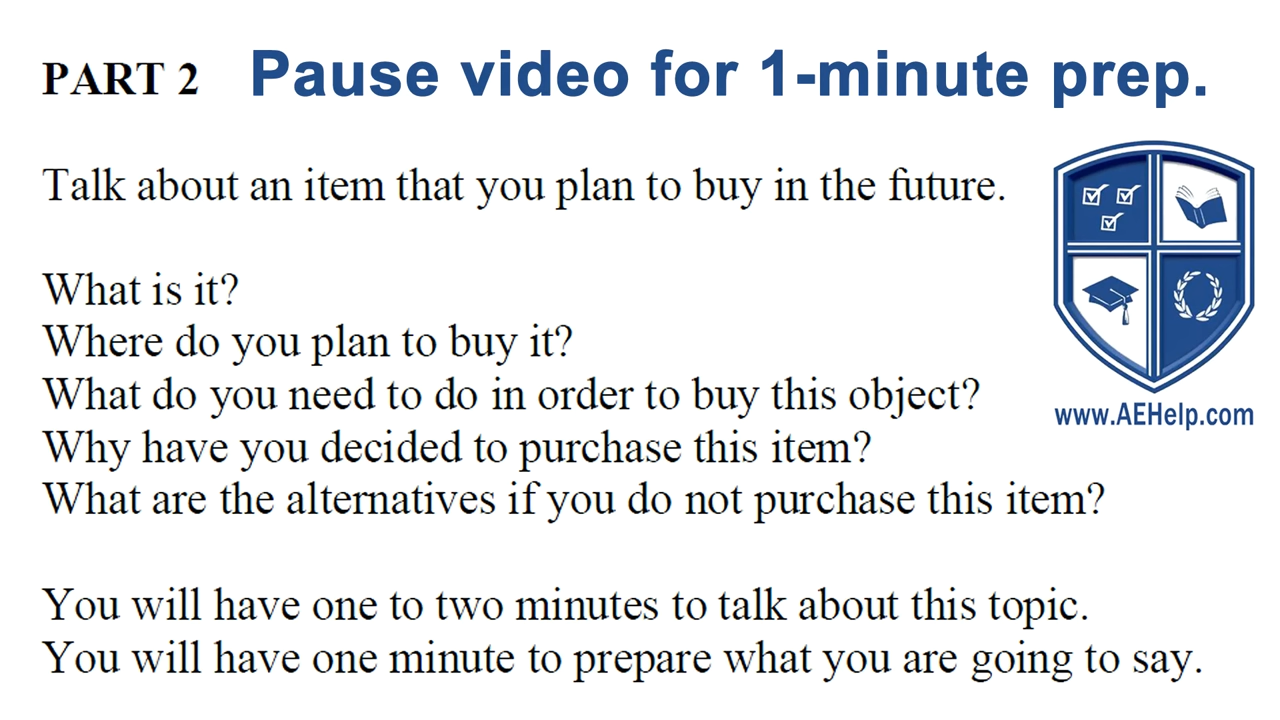 PART 2 Pause video for 1-minute prep.
Talk about an item that you plan to buy in the future.
What is it?
Where do you plan to buy it?
What do you need to do in order to buy this object?
Why have you decided to purchase this item?
What are the alternatives if you do not purchase this item?
www.AEHelp.com
You will have one to two minutes to talk about this topic.
You will have one minute to prepare what you are going to say.